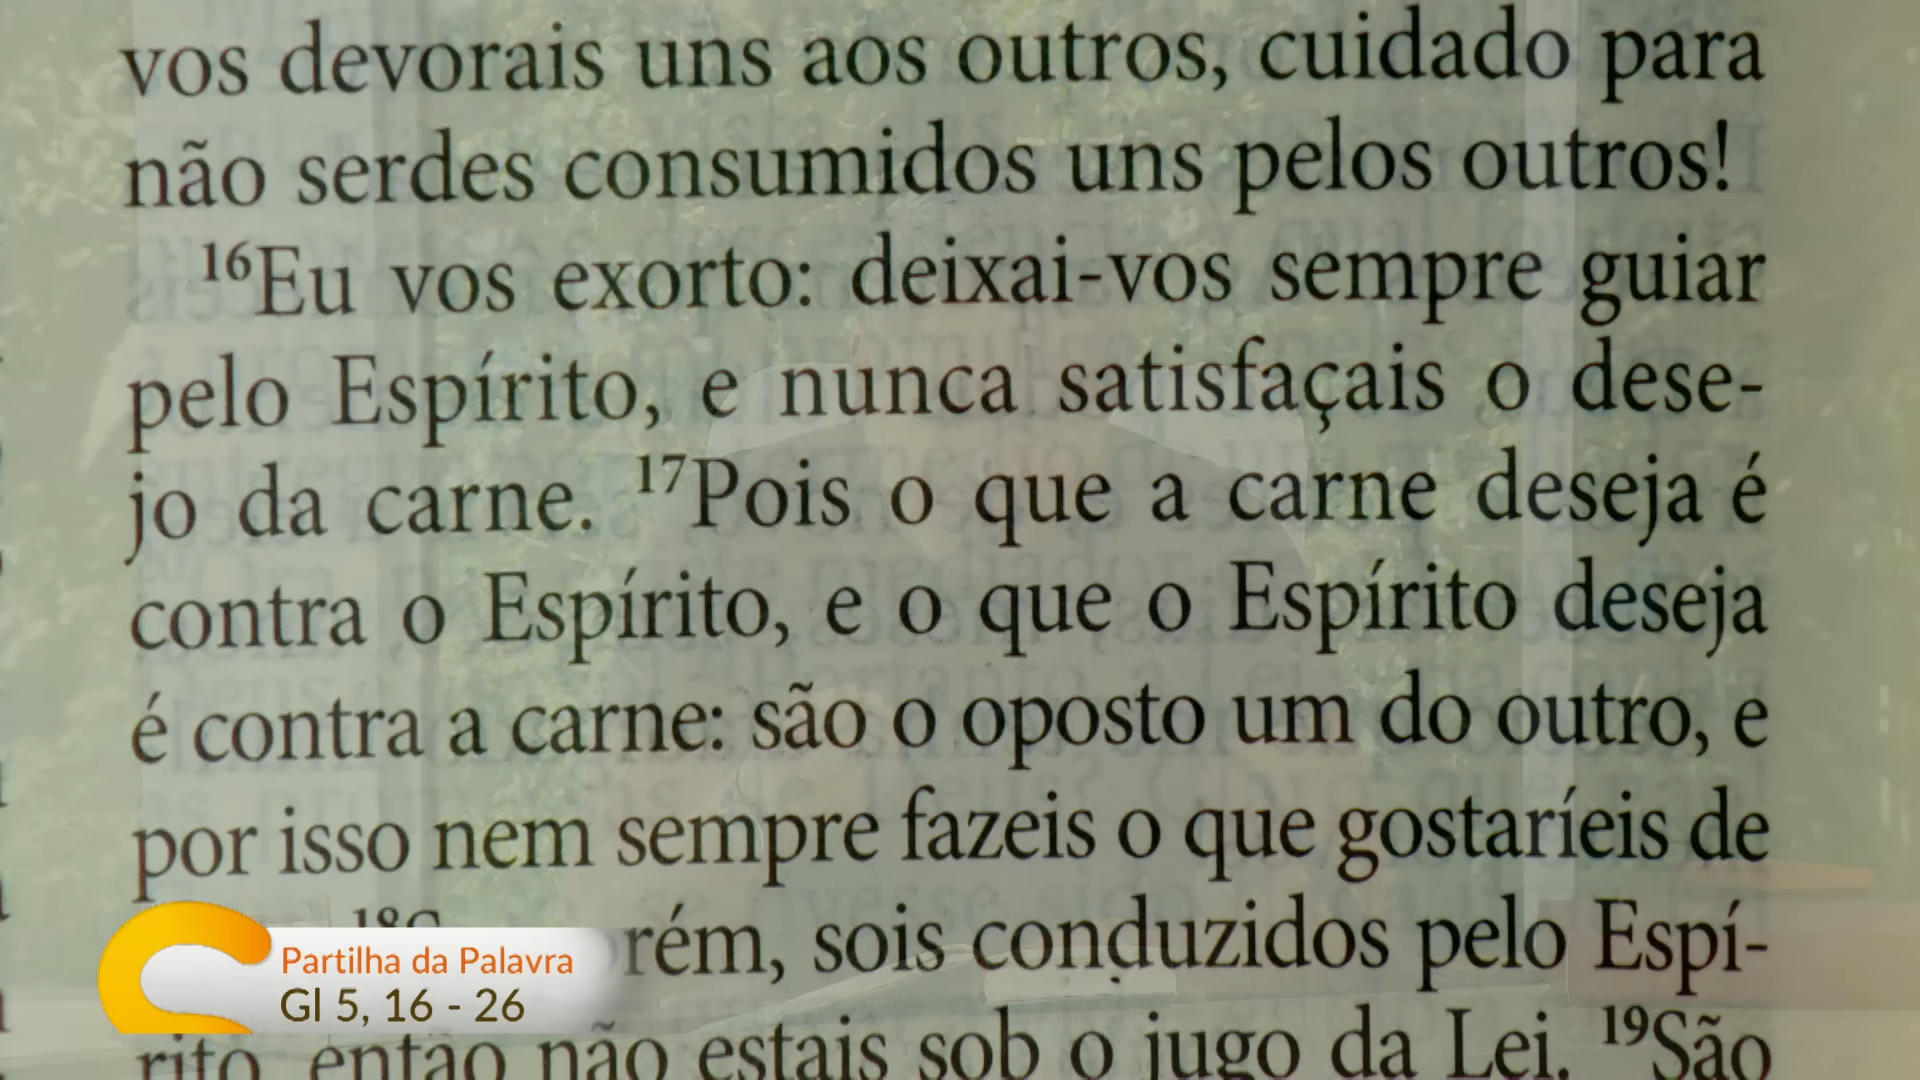 vos devorais uns aos outros, cuidado para
não serdes consumidos uns pelos outros!
16Eu vos exorto: deixai-vos sempre guiar
pelo Espírito, e nunca satisfaçais o dese-
jo da carne. 17Pois o que a carne deseja é
contra o Espírito, e o que o Espírito deseja
é contra a carne: são o oposto um do outro, e
por isso nem sempre fazeis o que gostaríeis de
sois conduzidos pelo Espí-
rito, então não estais sob o jugo da Lei. 19São
Partilha da Palavra
Gl 5, 16 - 26